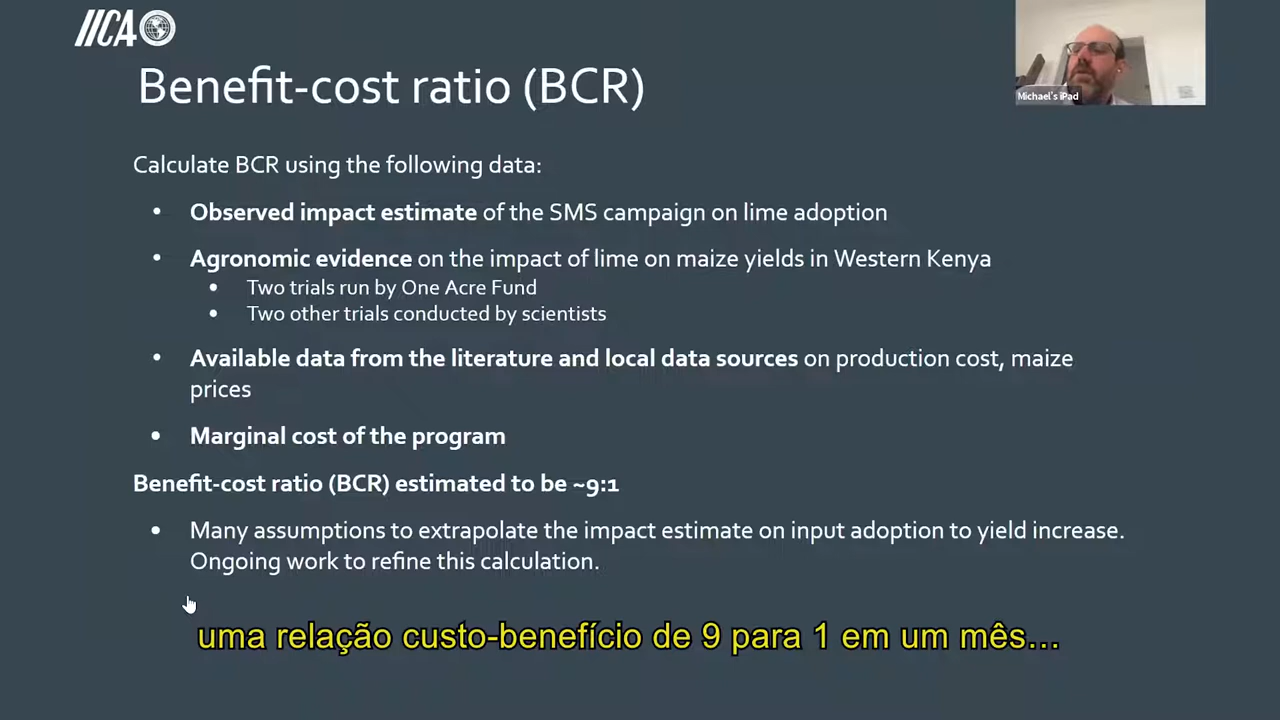 IICA
Benefit-cost ratio (BCR)
Michael's iPad
Calculate BCR using the following data:
• Observed impact estimate of the SMS campaign on lime adoption
• Agronomic evidence on the impact of lime on maize yields in Western Kenya
• Two trials run by One Acre Fund
• Two other trials conducted by scientists
• Available data from the literature and local data sources on production cost, maize
prices
• Marginal cost of the program
Benefit-cost ratio (BCR) estimated to be ~9:1
• Many assumptions to extrapolate the impact estimate on input adoption to yield increase.
Ongoing work to refine this calculation.
uma relação custo-benefício de 9 para 1 em um mês...